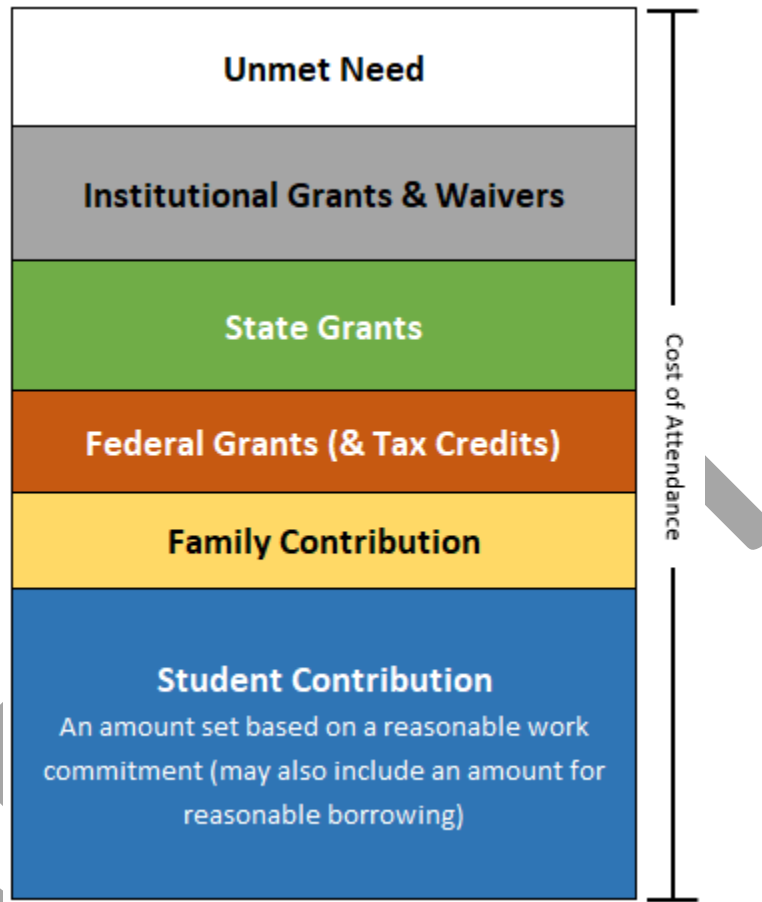 Unmet Need
Institutional Grants & Waivers
State Grants
Federal Grants (& Tax Credits)
Family Contribution
Student Contribution
An amount set based on a reasonable work
commitment (may also include an amount for
reasonable borrowing)
Cost of Attendance